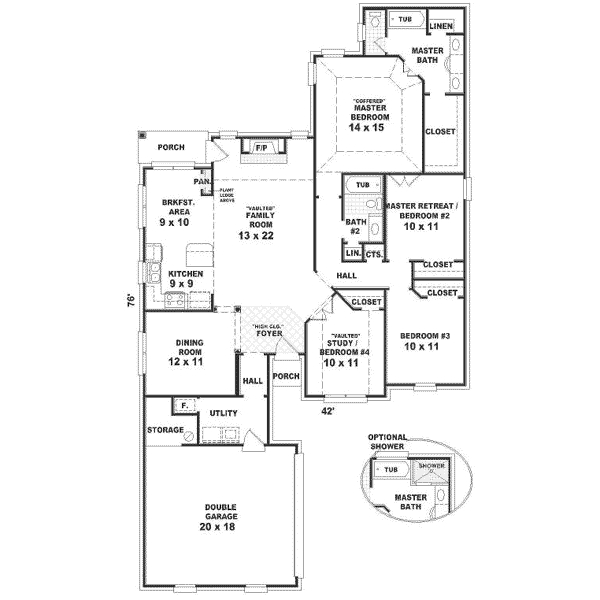 TUB
LINEN
MASTER
BATH
"COFFERED"
MASTER
BEDROOM
14 x 15
CLOSET
PORCH
F/P
PAN.
PLANT
LEDGE
ABOVE
BRKFST.
AREA
9 x 10
"VAULTED"
FAMILY
ROOM
13 x 22
TUB
BATH
#2
MASTER RETREAT /
BEDROOM #2
10 x 11
LIN.
CTS.
CLOSET
HALL
KITCHEN
9 x 9
CLOSET
CLOSET
76'
"HIGH CLG."
FOYER
"VAULTED"
STUDY /
BEDROOM #4
10 x 11
BEDROOM #3
10 x 11
DINING
ROOM
12 x 11
HALL
PORCH
42'
F.
UTILITY
STORAGE
OPTIONAL
SHOWER
TUB
SHOWER
MASTER
BATH
DOUBLE
GARAGE
20 x 18